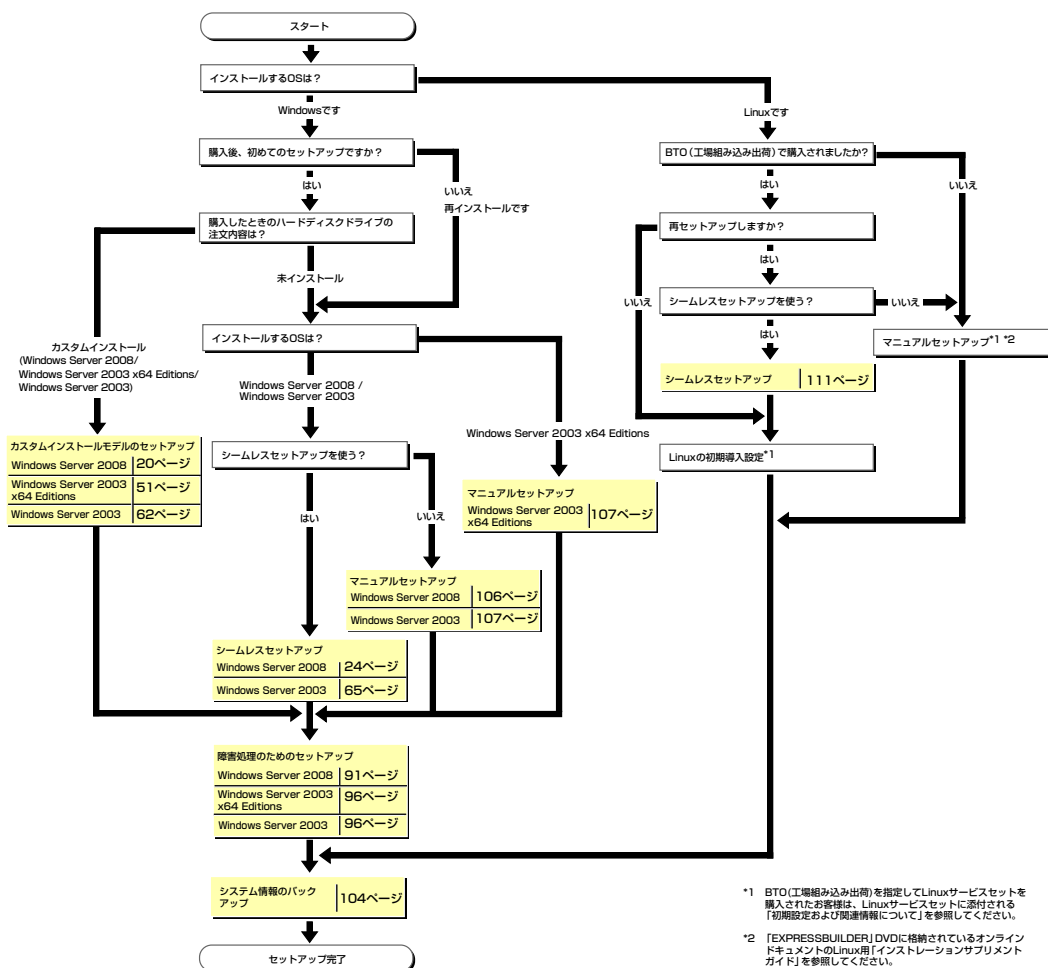 スタート
インストールするOSは？
Windowsです
Linuxです
購入後、初めてのセットアップですか？
BTO（工場組み込み出荷）で購入されましたか？
はい
いいえ
再インストールです
はい
いいえ
購入したときのハードディスクドライブの
注文内容は？
再セットアップしますか？
はい
未インストール
いいえ
シームレスセットアップを使う？
いいえ
インストールするOSは？
はい
マニュアルセットアップ*1 *2
カスタムインストール
(Windows Server 2008/
Windows Server 2003 x64 Editions/
Windows Server 2003)
Windows Server 2008 /
Windows Server 2003
シームレスセットアップ 111ページ
Windows Server 2003 x64 Editions
カスタムインストールモデルのセットアップ
Windows Server 2008 20ページ
Windows Server 2003
x64 Editions 51ページ
Windows Server 2003 62ページ
シームレスセットアップを使う？
Linuxの初期導入設定*1
はい
いいえ
マニュアルセットアップ
Windows Server 2003
x64 Editions 107ページ
マニュアルセットアップ
Windows Server 2008 106ページ
Windows Server 2003 107ページ
シームレスセットアップ
Windows Server 2008 24ページ
Windows Server 2003 65ページ
障害処理のためのセットアップ
Windows Server 2008 91ページ
Windows Server 2003
x64 Editions 96ページ
Windows Server 2003 96ページ
システム情報のバック
アップ 104ページ
セットアップ完了
*1 BTO（工場組み込み出荷）を指定してLinuxサービスセットを
購入されたお客様は、Linuxサービスセットに添付される
「初期設定および関連情報について」を参照してください。
*2 「EXPRESSBUILDER」DVDに格納されているオンライン
ドキュメントのLinux用「インストレーションサプリメント
ガイド」を参照してください。